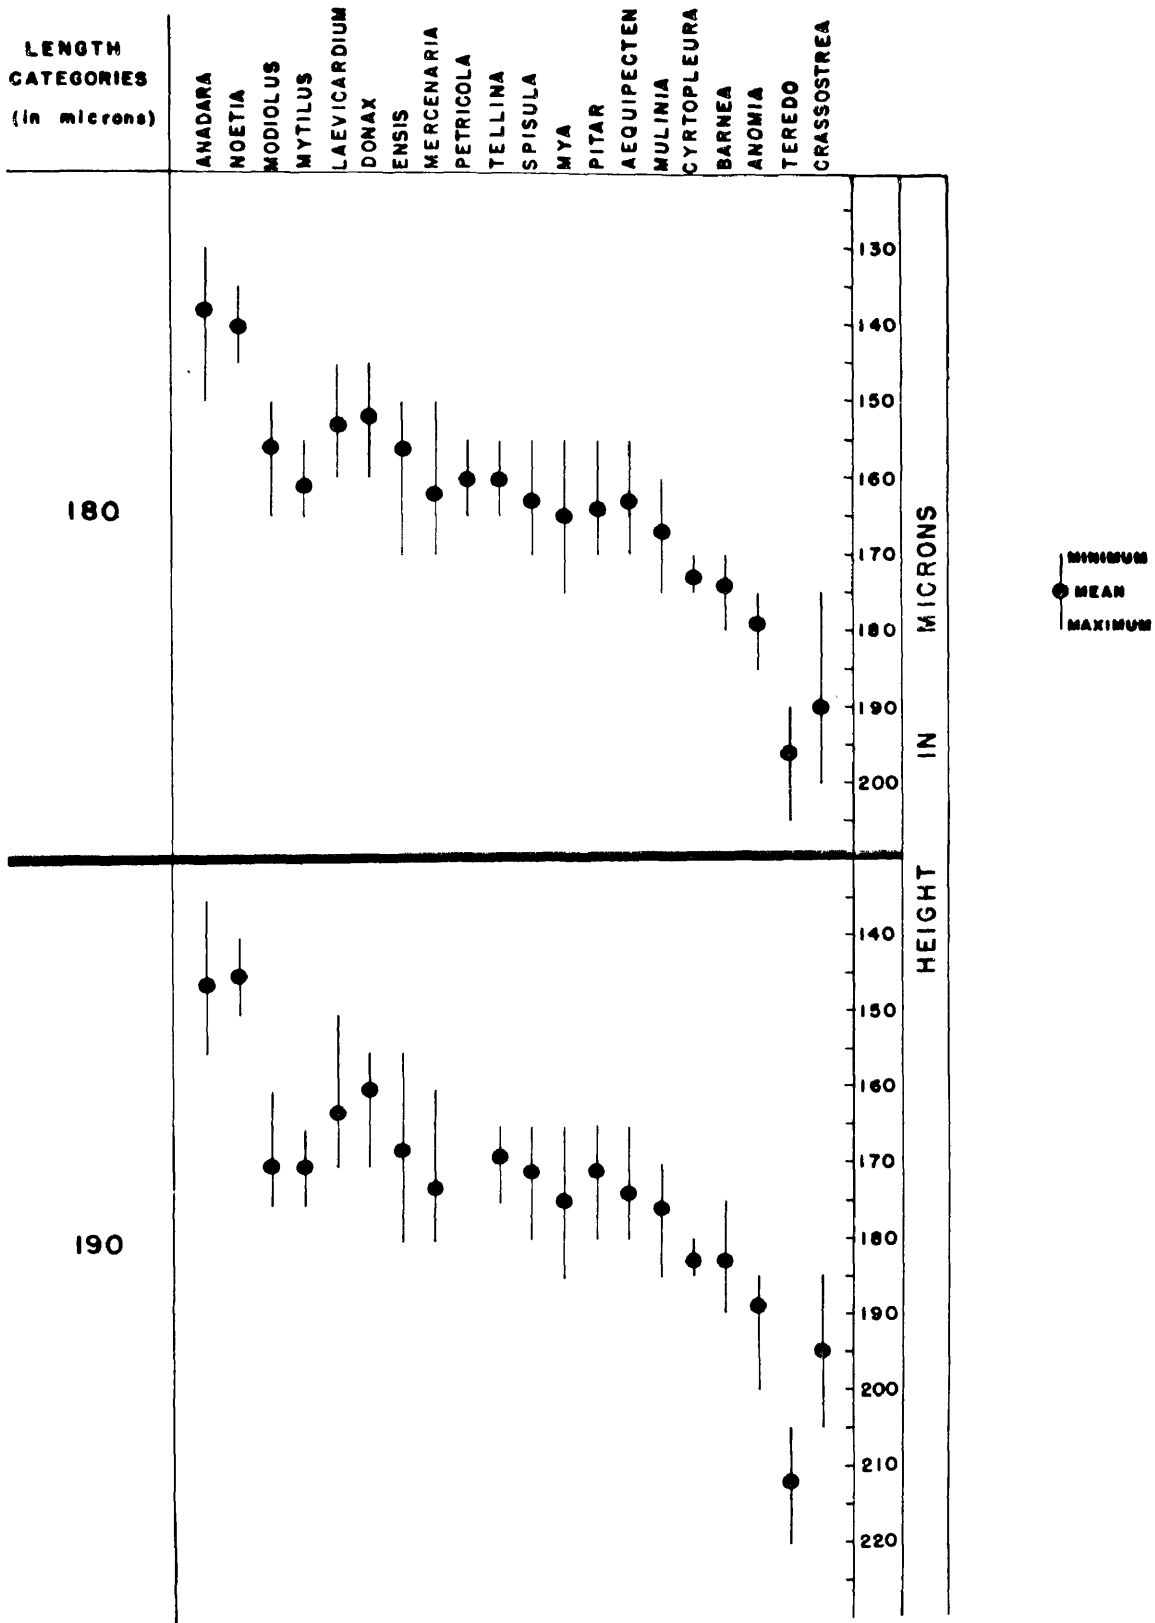 LENGTH
CATEGORIES
(in microns)
ANADARA
NOETIA
MODIOLUS
MYTILUS
LAEVICARDIUM
DONAX
ENSIS
MERCENARIA
PETRICOLA
TELLINA
SPISULA
MYA
PITAR
AEQUIPECTEN
MULINIA
CYRTOPLEURA
BARNEA
ANOMIA
TEREDO
CRASSOSTREA
180
130
140
150
160
170
180
190
200
190
140
150
160
170
180
190
200
210
220
HEIGHT IN MICRONS
MINIMUM
MEAN
MAXIMUM